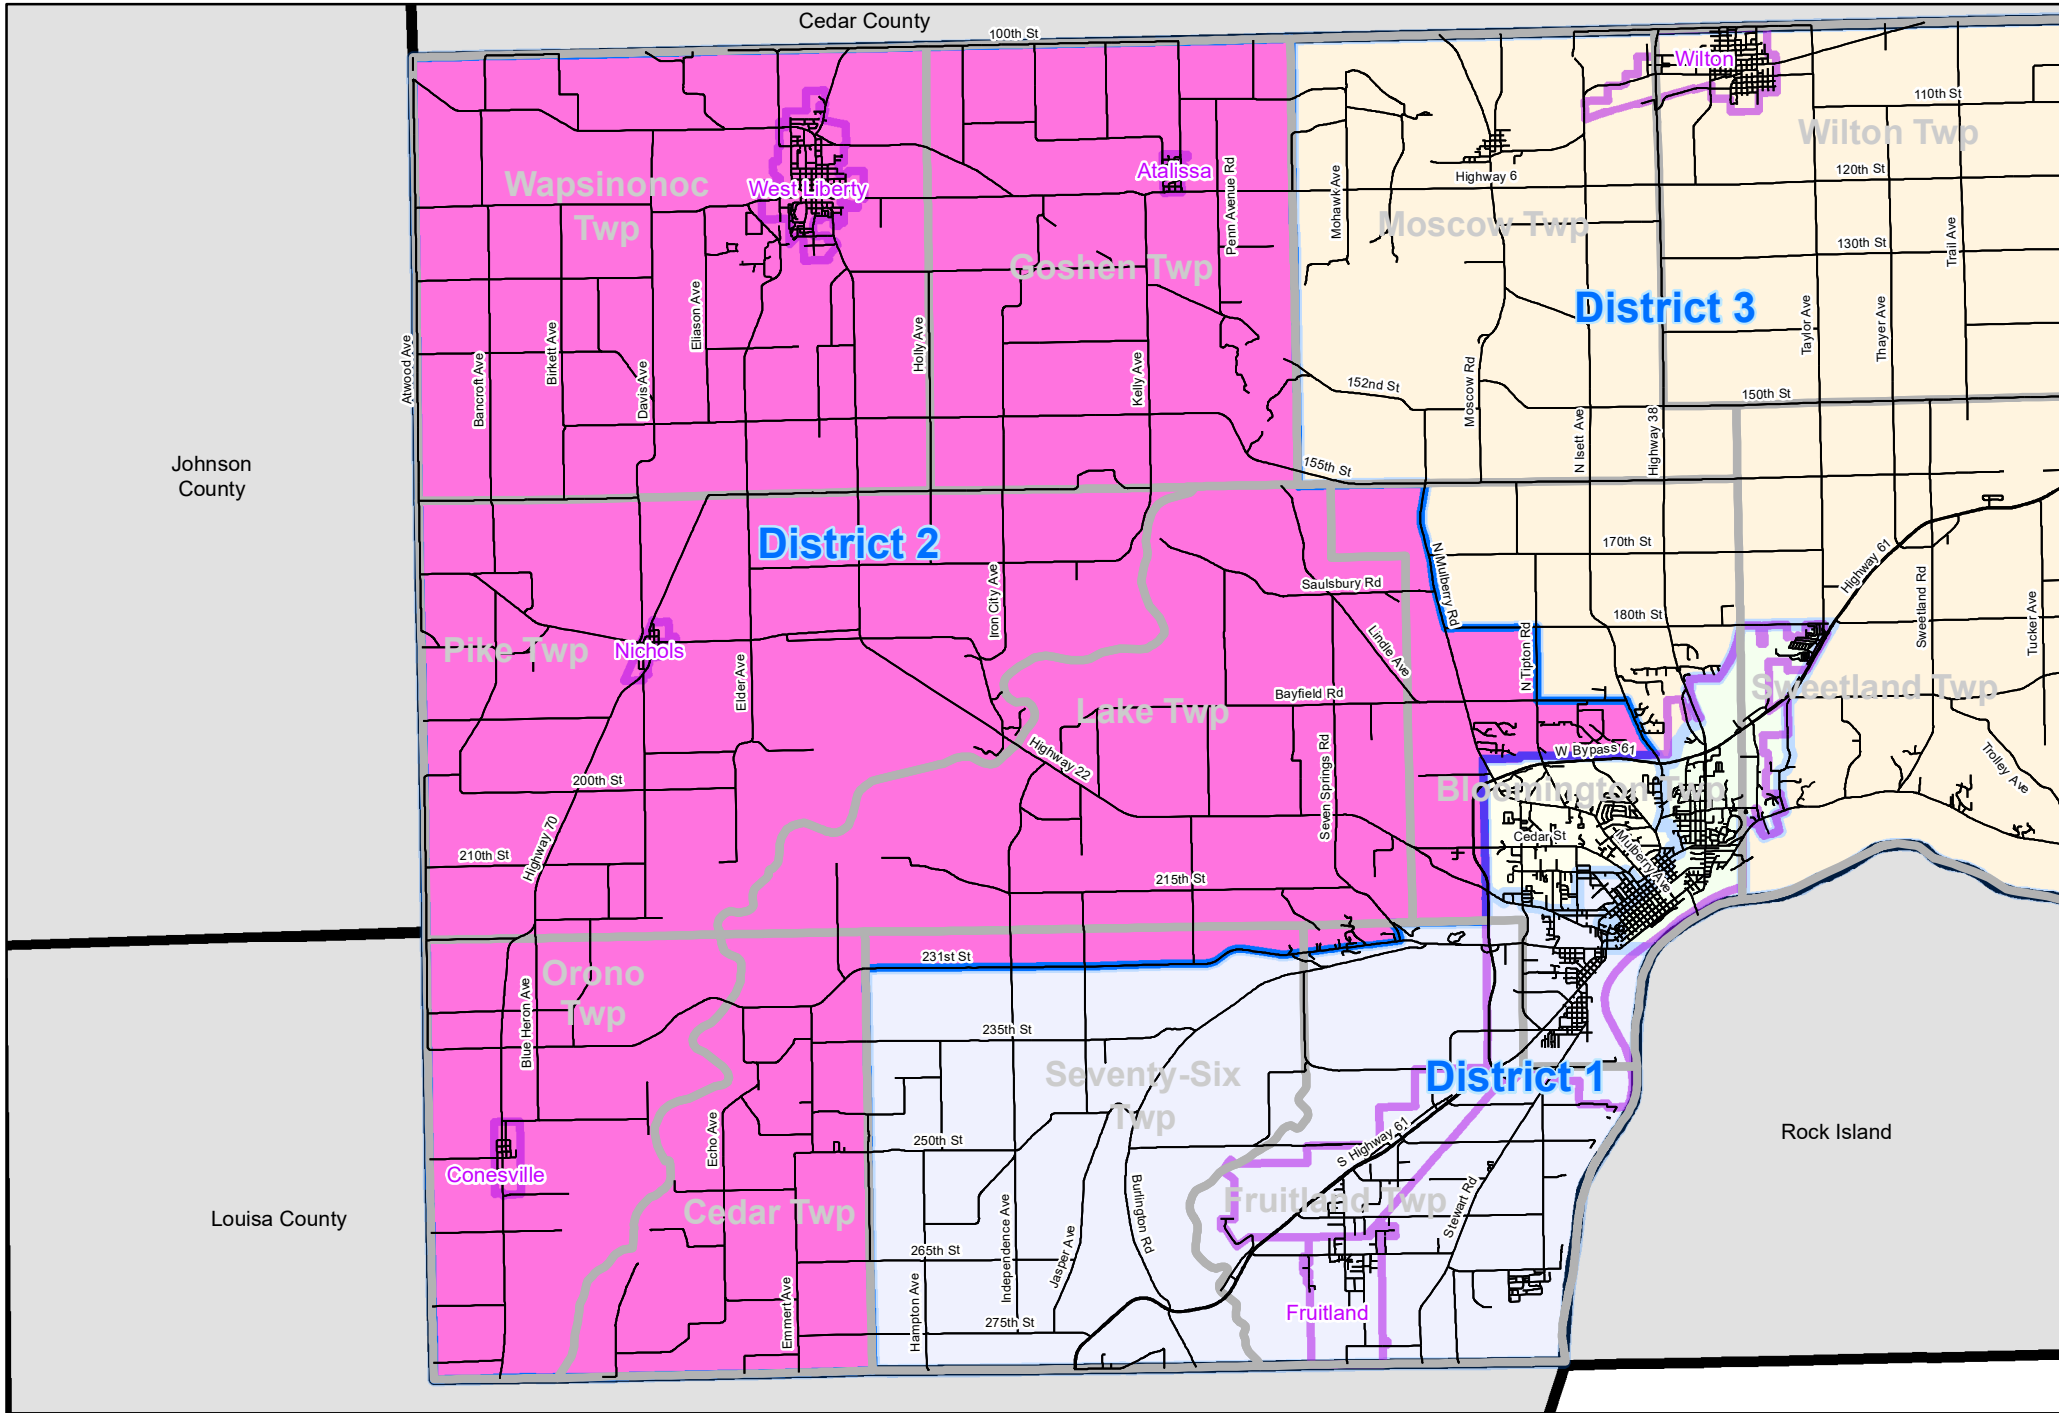 Cedar County
100th St
Wilton
110th St
Wilton Twp
120th St
Highway 6
Atalissa
Penn Avenue Rd
Mohawk Ave
Moscow Twp
Wapsinonoc
Twp
West Liberty
Goshen Twp
130th St
Trail Ave
District 3
Taylor Ave
Thayer Ave
Atwood Ave
Bancroft Ave
Birkett Ave
Davis Ave
Eliason Ave
Holly Ave
Kelly Ave
152nd St
Moscow Rd
N Isett Ave
Highway 38
150th St
Johnson
County
155th St
District 2
170th St
Highway 61
N Mulberry Rd
Saulsbury Rd
Iron City Ave
180th St
Sweetland Rd
Tucker Ave
Pike Twp
Nichols
Elder Ave
Lindle Ave
N Tipton Rd
Bayfield Rd
Lake Twp
Sweetland Twp
Highway 22
Seven Springs Rd
W Bypass 61
Trolley Ave
200th St
Bloomington Twp
Highway 70
210th St
Cedar St
Mulberry Ave
215th St
231st St
Orono
Twp
Blue Heron Ave
235th St
Seventy-Six
Twp
District 1
Rock Island
250th St
Echo Ave
S Highway 61
Conesville
Louisa County
Cedar Twp
Burlington Rd
Fruitland Twp
Stewart Rd
265th St
Independence Ave
Jasper Ave
Hampton Ave
Emmert Ave
275th St
Fruitland